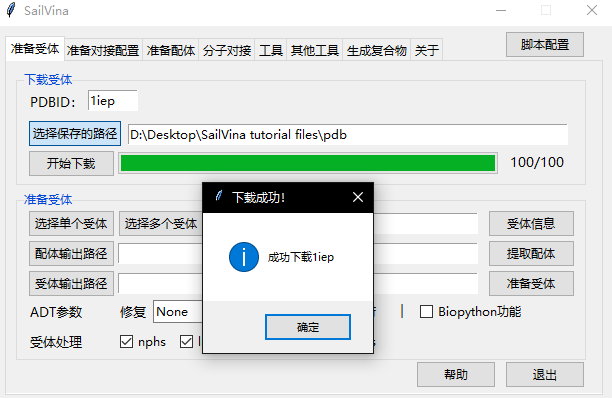 SailVina
准备受体 准备对接配置 准备配体 分子对接 工具 其他工具 生成复合物 关于 脚本配置
下载受体
PDBID: 1iep
选择保存的路径 D:\Desktop\SailVina tutorial files\pdb
开始下载 100/100
准备受体
下载成功!
选择单个受体 选择多个受体 受体信息
配体输出路径 成功下载1iep 提取配体
受体输出路径 准备受体
ADT参数 修复 None | Biopython功能
确定
受体处理 nphs
帮助 退出